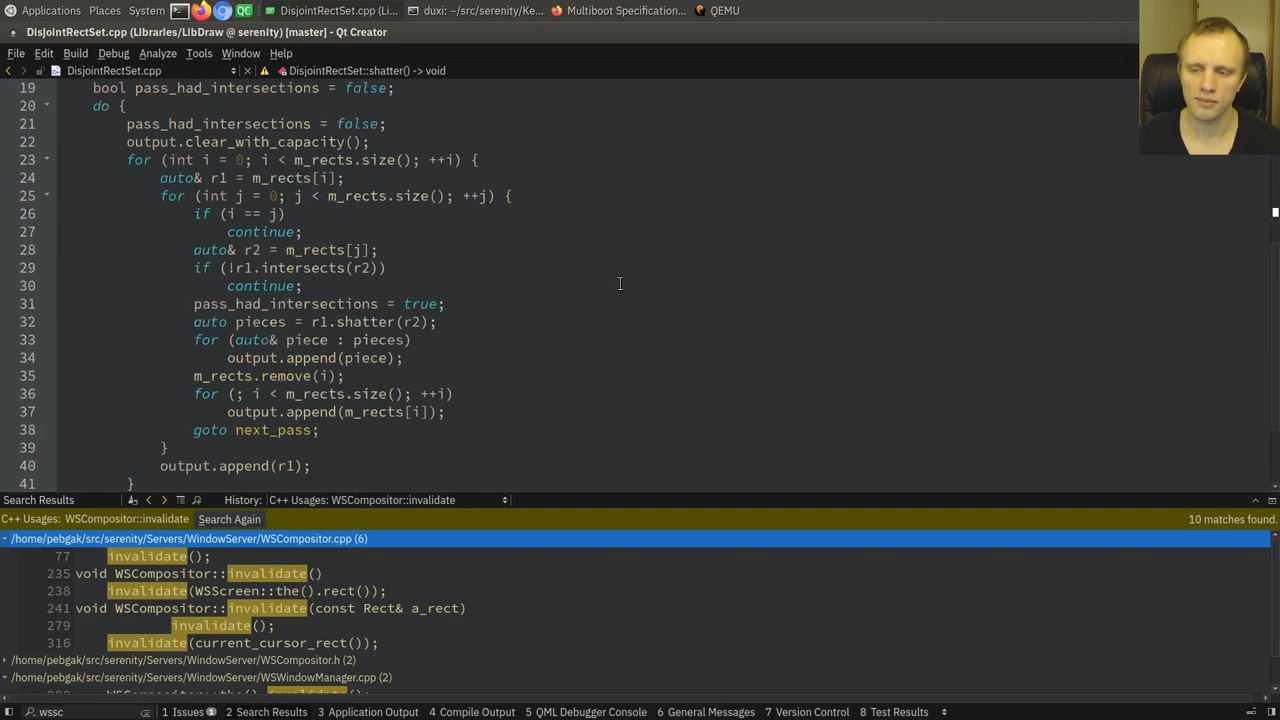 Applications Places System QC DisjointRectSet.cpp (Li... duxi: ~/src/serenity/Ke... Multiboot Specification... QEMU
DisjointRectSet.cpp (Libraries/LibDraw @ serenity) [master] - Qt Creator
File Edit Build Debug Analyze Tools Window Help
DisjointRectSet.cpp DisjointRectSet::shatter() -> void
19 bool pass_had_intersections = false;
20 do {
21 pass_had_intersections = false;
22 output.clear_with_capacity();
23 for (int i = 0; i < m_rects.size(); ++i) {
24 auto& r1 = m_rects[i];
25 for (int j = 0; j < m_rects.size(); ++j) {
26 if (i == j)
27 continue;
28 auto& r2 = m_rects[j];
29 if (!r1.intersects(r2))
30 continue;
31 pass_had_intersections = true;
32 auto pieces = r1.shatter(r2);
33 for (auto& piece : pieces)
34 output.append(piece);
35 m_rects.remove(i);
36 for (; i < m_rects.size(); ++i)
37 output.append(m_rects[i]);
38 goto next_pass;
39 }
40 output.append(r1);
41 }
Search Results History: C++ Usages: WSCompositor::invalidate
C++ Usages: WSCompositor::invalidate Search Again 10 matches found.
/home/pebgak/src/serenity/Servers/WindowServer/WSCompositor.cpp (6)
77 invalidate();
235 void WSCompositor::invalidate()
238 invalidate(WSScreen::the().rect());
241 void WSCompositor::invalidate(const Rect& a_rect)
279 invalidate();
316 invalidate(current_cursor_rect());
/home/pebgak/src/serenity/Servers/WindowServer/WSCompositor.h (2)
/home/pebgak/src/serenity/Servers/WindowServer/WSWindowManager.cpp (2)
wssc 1 Issues 1 2 Search Results 3 Application Output 4 Compile Output 5 QML Debugger Console 6 General Messages 7 Version Control 8 Test Results